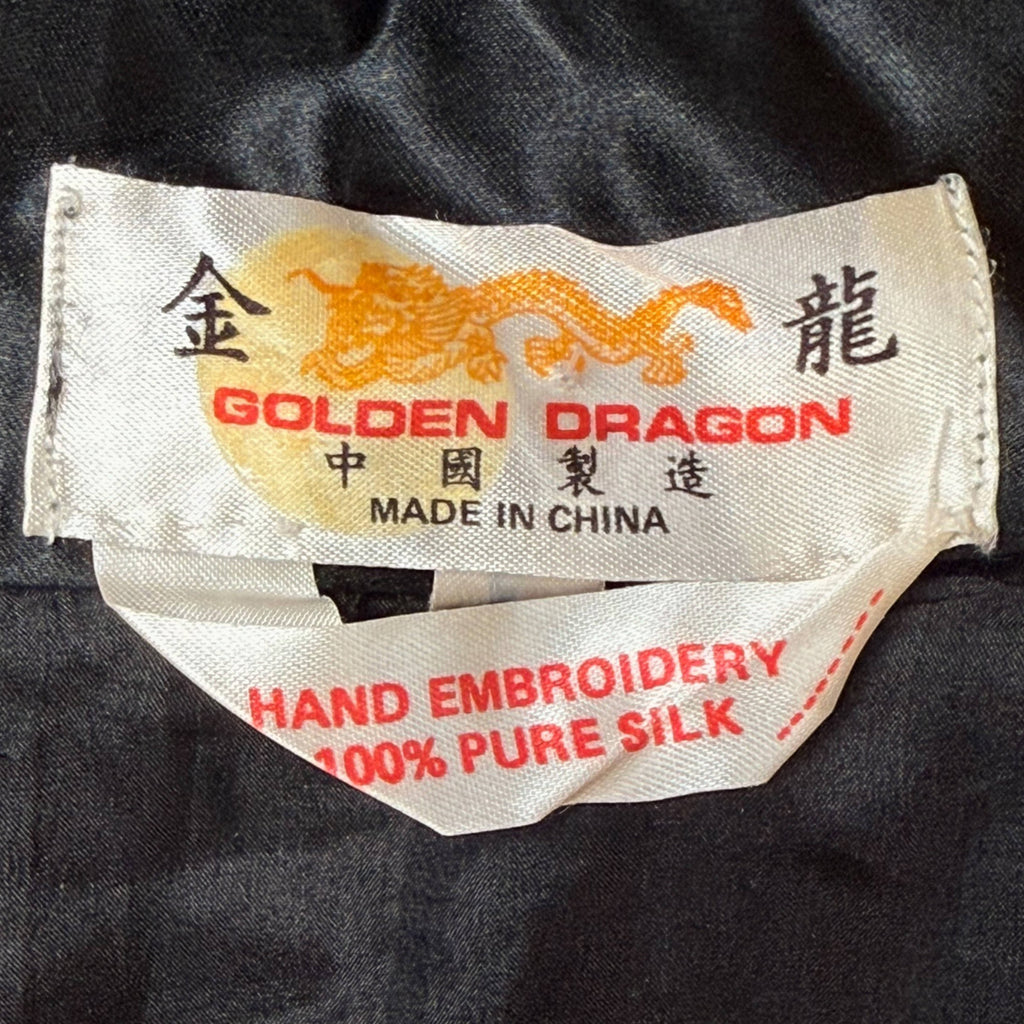 金 龍
GOLDEN DRAGON
中 國 製 造
MADE IN CHINA
HAND EMBROIDERY
100% PURE SILK